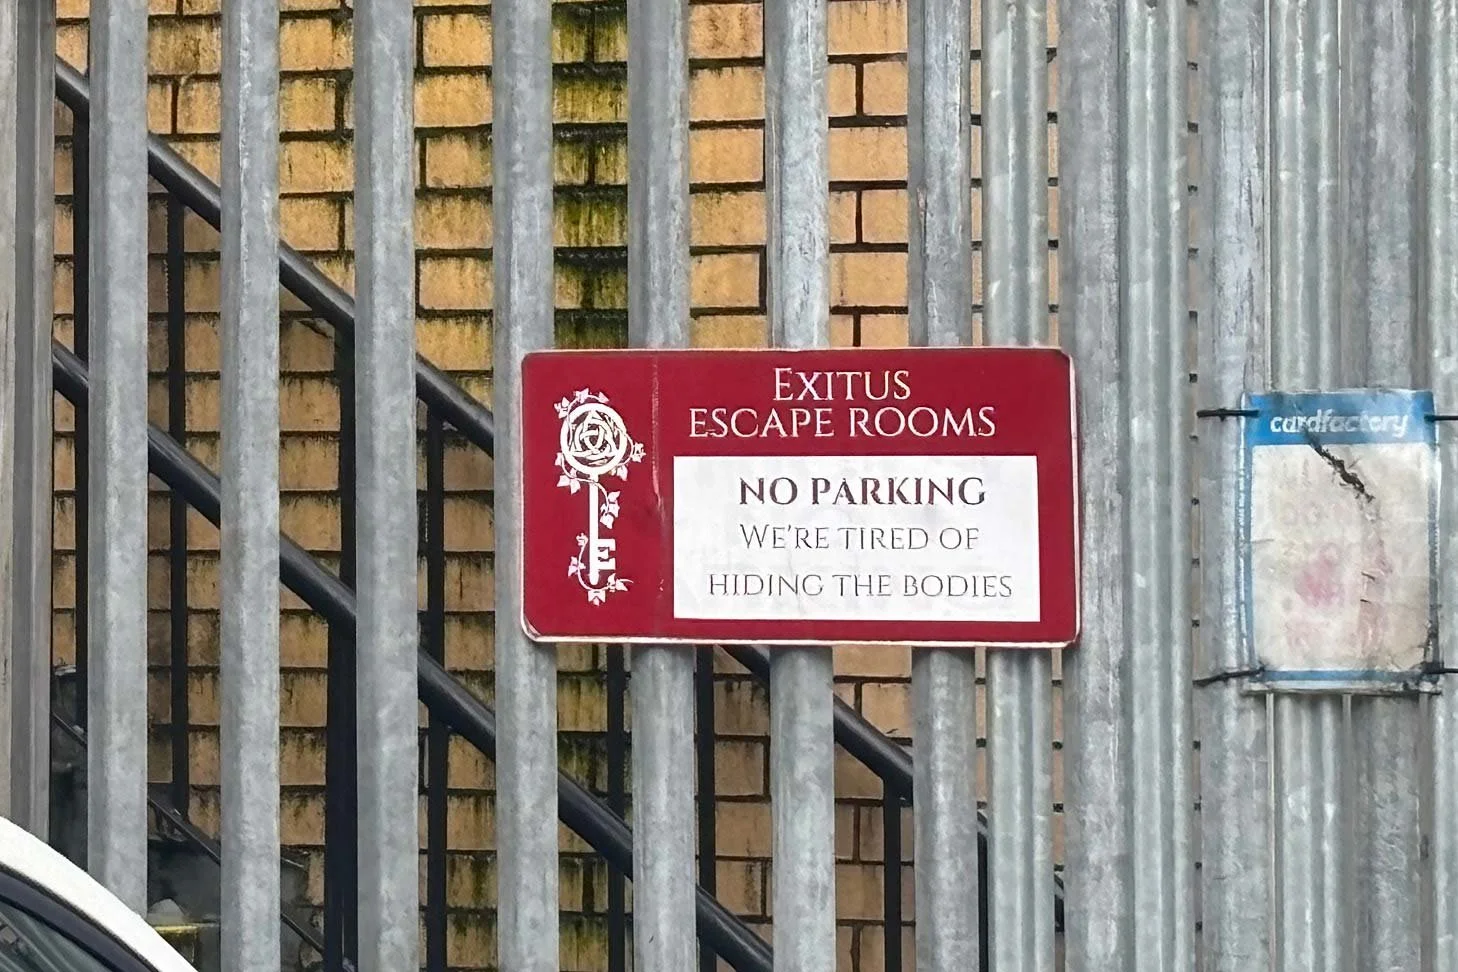 EXITUS
ESCAPE ROOMS
NO PARKING
WE'RE TIRED OF
HIDING THE BODIES
E
cardfactory